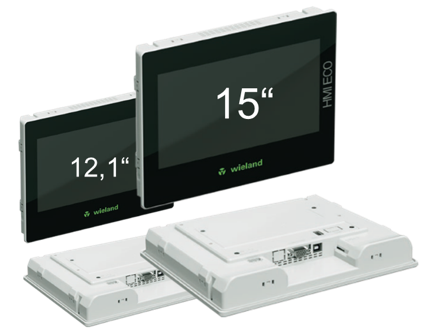 15“
HMI ECO
wieland
12,1“
wieland